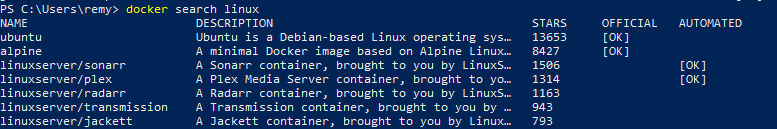 PS C:\Users\remy> docker search linux
NAME DESCRIPTION STARS OFFICIAL AUTOMATED
ubuntu Ubuntu is a Debian-based Linux operating sys… 13653 [OK]
alpine A minimal Docker image based on Alpine Linux… 8427 [OK]
linuxserver/sonarr A Sonarr container, brought to you by LinuxS… 1506 [OK]
linuxserver/plex A Plex Media Server container, brought to yo… 1314 [OK]
linuxserver/radarr A Radarr container, brought to you by LinuxS… 1163
linuxserver/transmission A Transmission container, brought to you by … 943
linuxserver/jackett A Jackett container, brought to you by Linux… 793